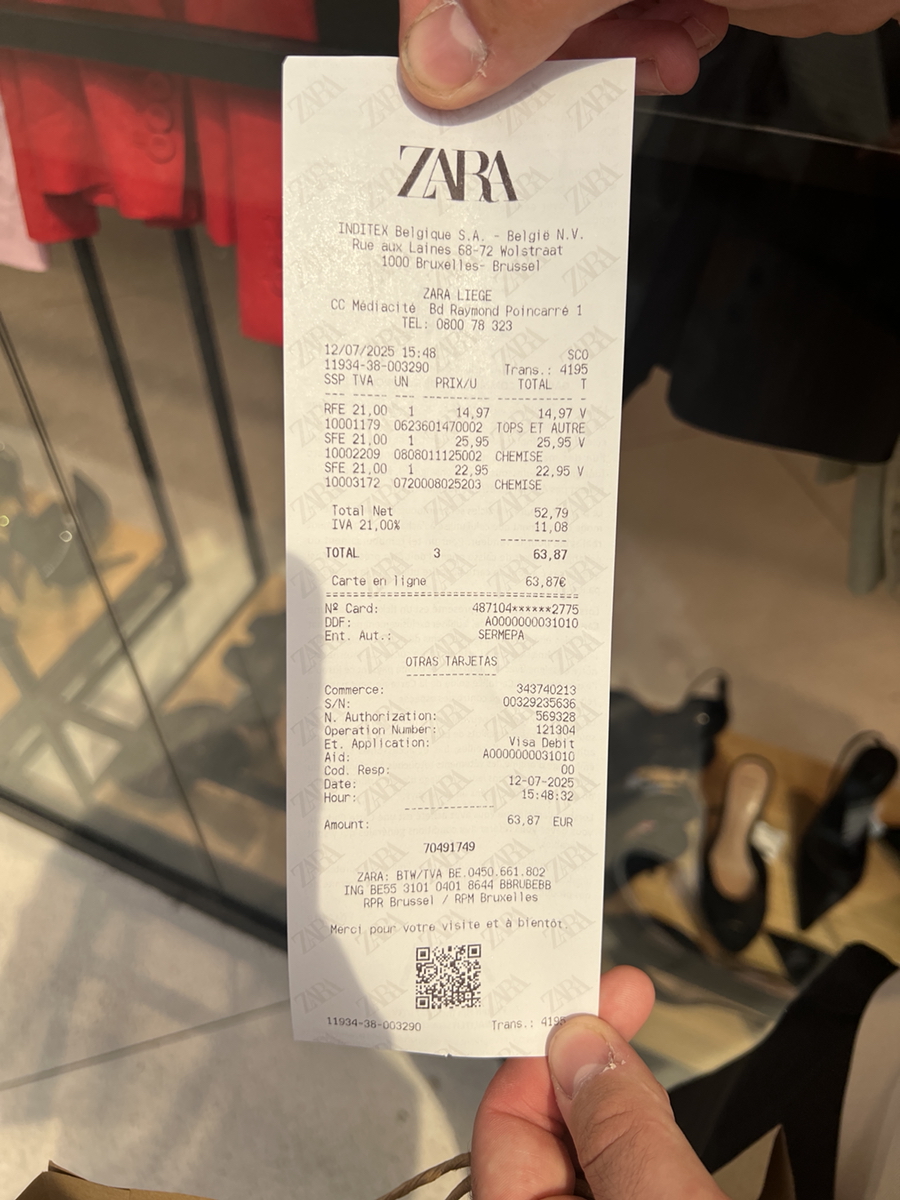 ZARA
INDITEX Belgique S.A. - België N.V.
Rue aux Laines 68-72 Wolstraat
1000 Bruxelles- Brussel
ZARA LIEGE
CC Médiacité Bd Raymond Poincarré 1
TEL: 0800 78 323
12/07/2025 15:48 SCO
11934-38-003290 Trans.: 4195
SSP TVA UN PRIX/U TOTAL T
RFE 21,00 1 14,97 14,97 V
10001179 0623601470002 TOPS ET AUTRE
SFE 21,00 1 25,95 25,95 V
10002209 0808011125002 CHEMISE
SFE 21,00 1 22,95 22,95 V
10003172 0720008025203 CHEMISE
Total Net 52,79
IVA 21,00% 11,08
TOTAL 3 63,87
Carte en ligne 63,87€
Nº Card: 487104******2775
DDF: A0000000031010
Ent. Aut.: SERMEPA
OTRAS TARJETAS
Commerce: 343740213
S/N: 00329235636
N. Authorization: 569328
Operation Number: 121304
Et. Application: Visa Debit
Aid: A0000000031010
Cod. Resp: 00
Date: 12-07-2025
Hour: 15:48:32
Amount: 63,87 EUR
70491749
ZARA: BTW/TVA BE.0450.661.802
ING BE55 3101 0401 8644 BBRUBEBB
RPR Brussel / RPM Bruxelles
Merci pour votre visite et à bientôt.
11934-38-003290 Trans.: 4195